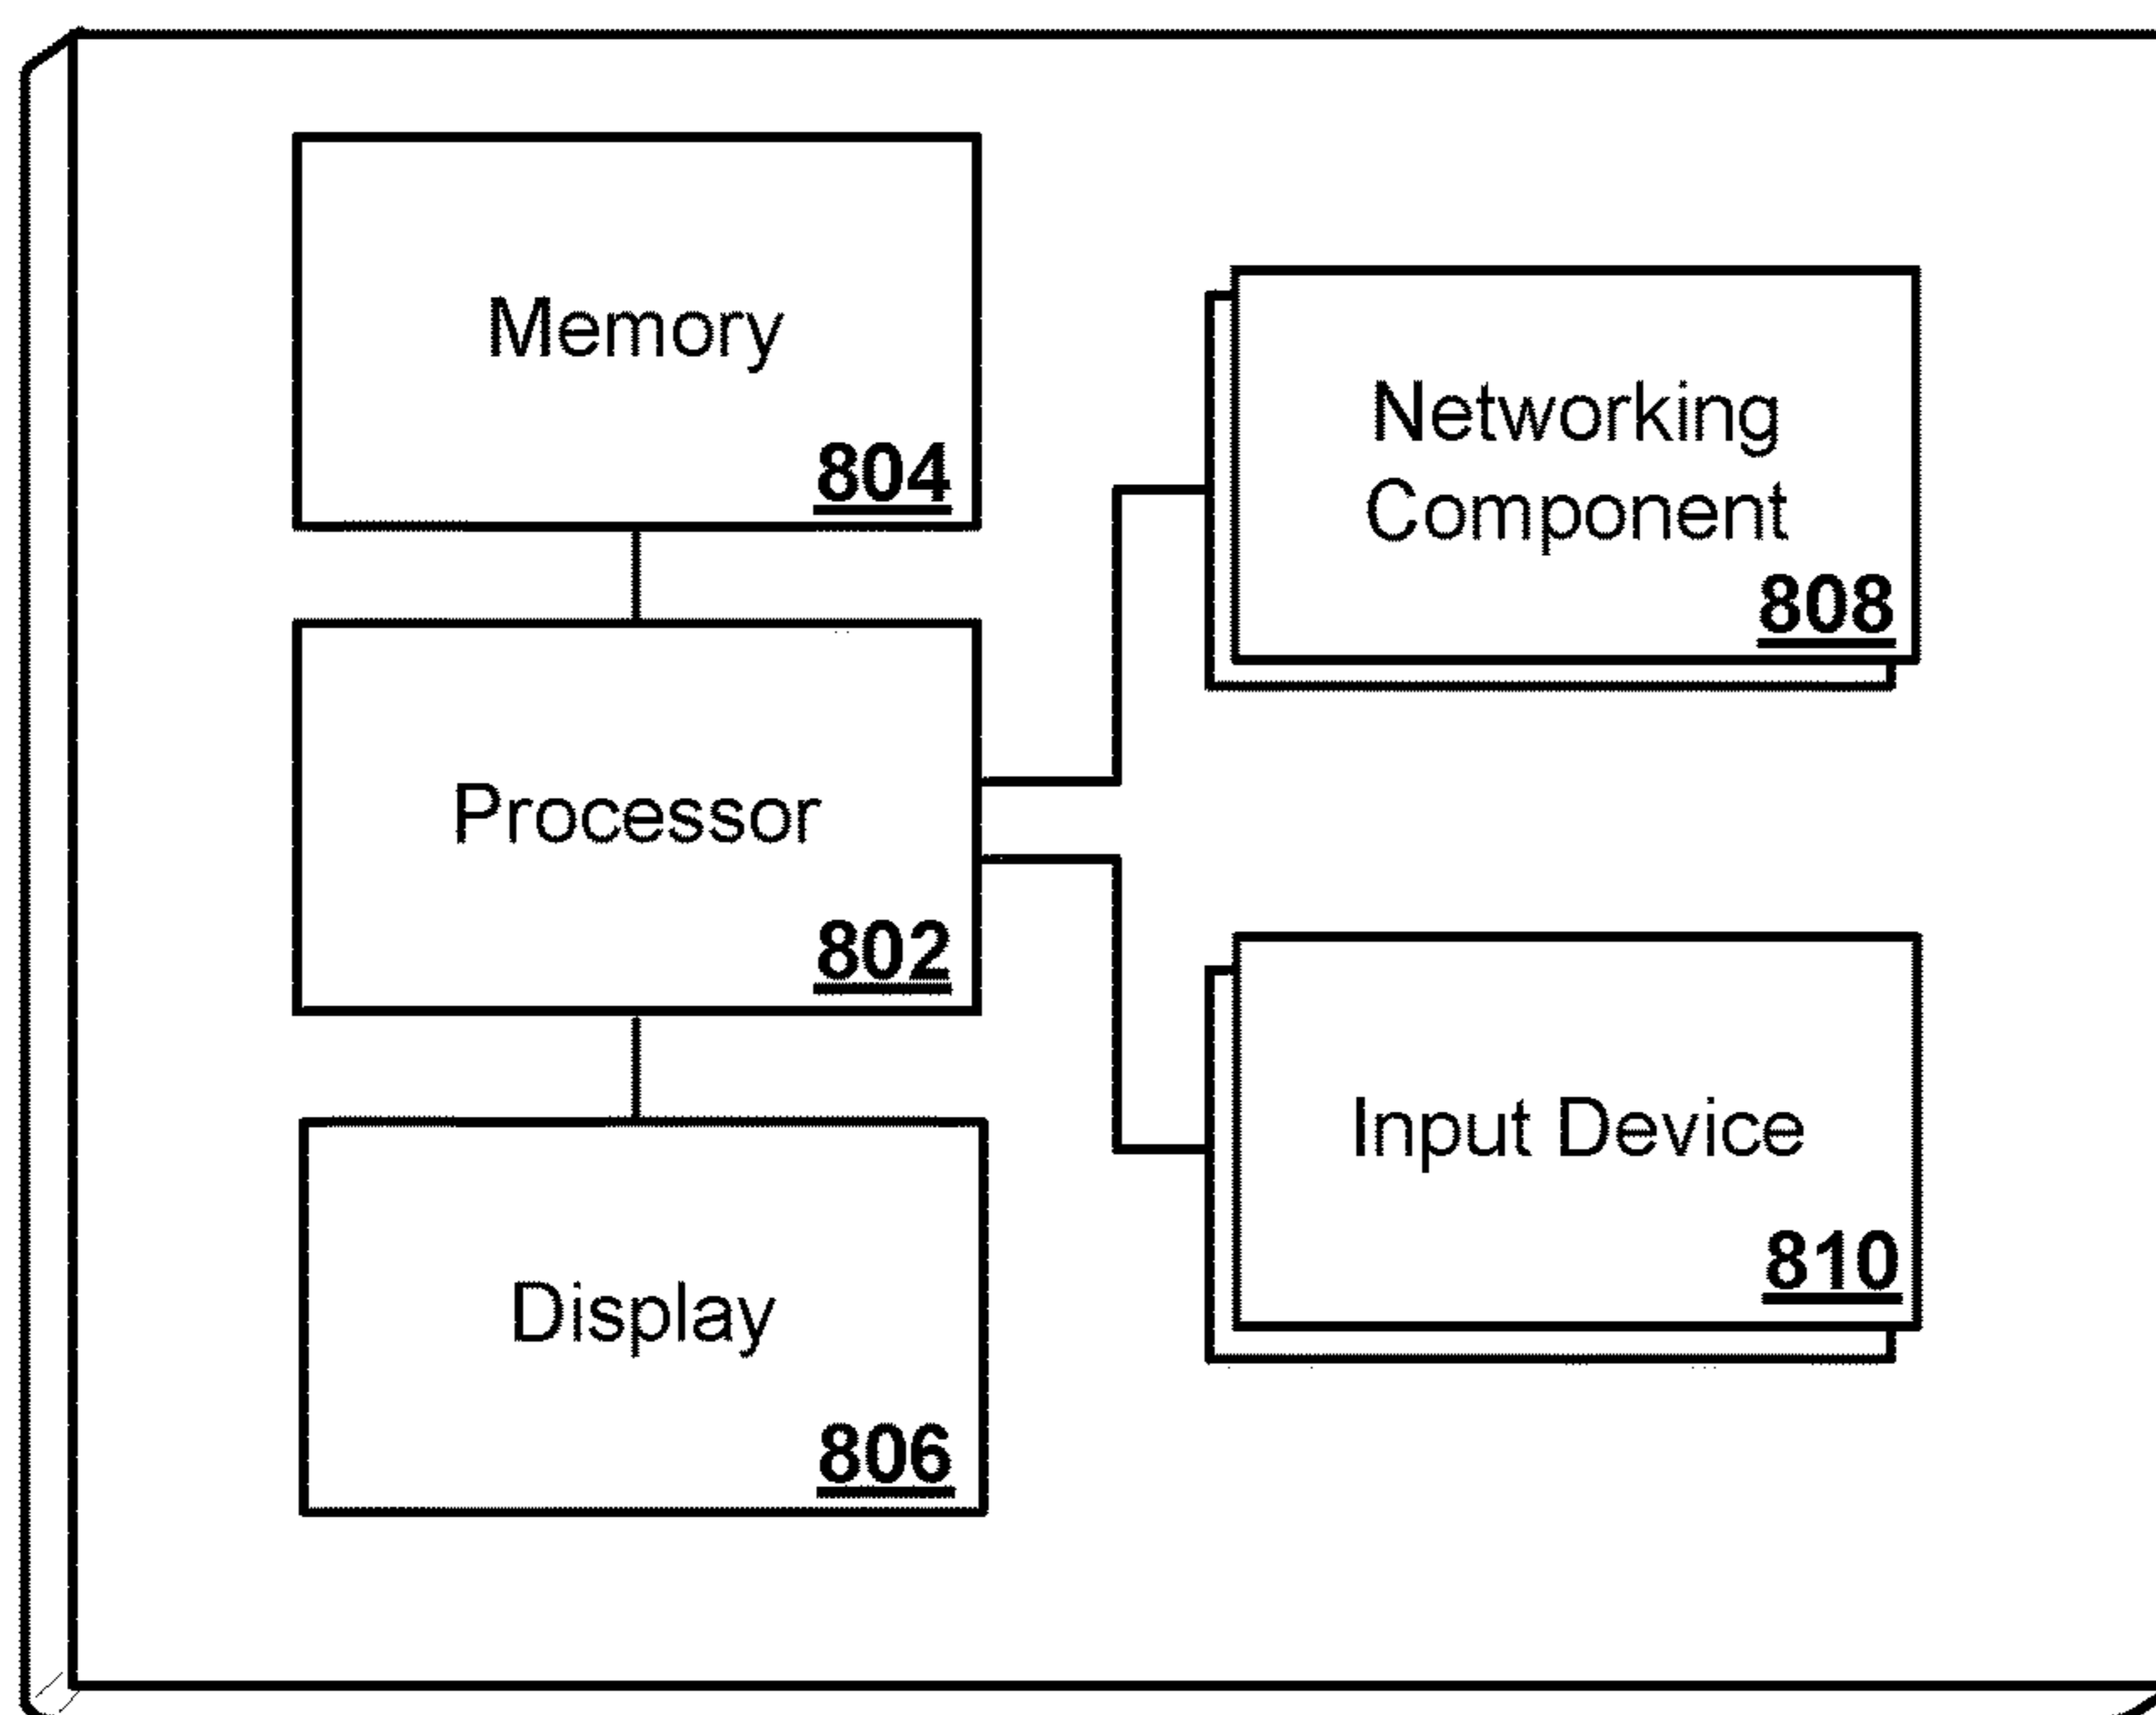 Memory
804
Networking
Component
808
Processor
802
Input Device
810
Display
806